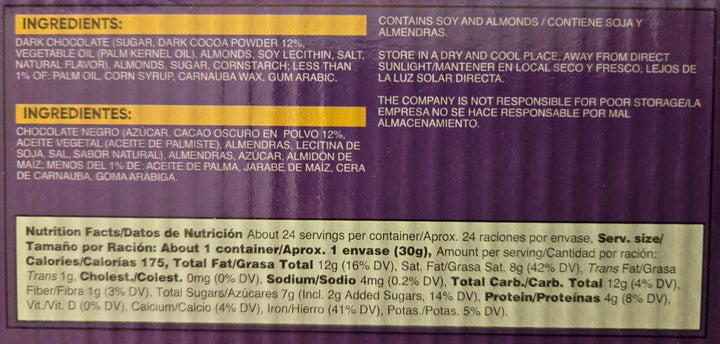 INGREDIENTS:
DARK CHOCOLATE (SUGAR, DARK COCOA POWDER 12%,
VEGETABLE OIL (PALM KERNEL OIL), ALMONDS, SOY LECITHIN, SALT,
NATURAL FLAVOR), ALMONDS, SUGAR, CORNSTARCH; LESS THAN
1% OF: PALM OIL, CORN SYRUP, CARNAUBA WAX, GUM ARABIC.
INGREDIENTES:
CHOCOLATE NEGRO (AZÚCAR, CACAO OSCURO EN POLVO 12%,
ACEITE VEGETAL (ACEITE DE PALMISTE), ALMENDRAS, LECITINA DE
SOJA, SAL, SABOR NATURAL), ALMENDRAS, AZÚCAR, ALMIDÓN DE
MAÍZ; MENOS DEL 1% DE: ACEITE DE PALMA, JARABE DE MAÍZ, CERA
DE CARNAUBA, GOMA ARÁBIGA.
CONTAINS SOY AND ALMONDS / CONTIENE SOJA Y
ALMENDRAS.
STORE IN A DRY AND COOL PLACE, AWAY FROM DIRECT
SUNLIGHT/MANTENER EN LOCAL SECO Y FRESCO, LEJOS DE
LA LUZ SOLAR DIRECTA.
THE COMPANY IS NOT RESPONSIBLE FOR POOR STORAGE/LA
EMPRESA NO SE HACE RESPONSABLE POR MAL
ALMACENAMIENTO.
Nutrition Facts/Datos de Nutrición About 24 servings per container/Aprox. 24 raciones por envase, Serv. size/
Tamaño por Ración: About 1 container/Aprox. 1 envase (30g), Amount per serving/Cantidad por ración:
Calories/Calorías 175, Total Fat/Grasa Total 12g (16% DV), Sat. Fat/Grasa Sat. 8g (42% DV), Trans Fat/Grasa
Trans 1g, Cholest./Colest. 0mg (0% DV), Sodium/Sodio 4mg (0.2% DV), Total Carb./Carb. Total 12g (4% DV),
Fiber/Fibra 1g (3% DV), Total Sugars/Azúcares 7g (Incl. 2g Added Sugars, 14% DV), Protein/Proteínas 4g (8% DV),
Vit./Vit. D (0% DV), Calcium/Calcio (4% DV), Iron/Hierro (41% DV), Potas./Potas. 5% DV).